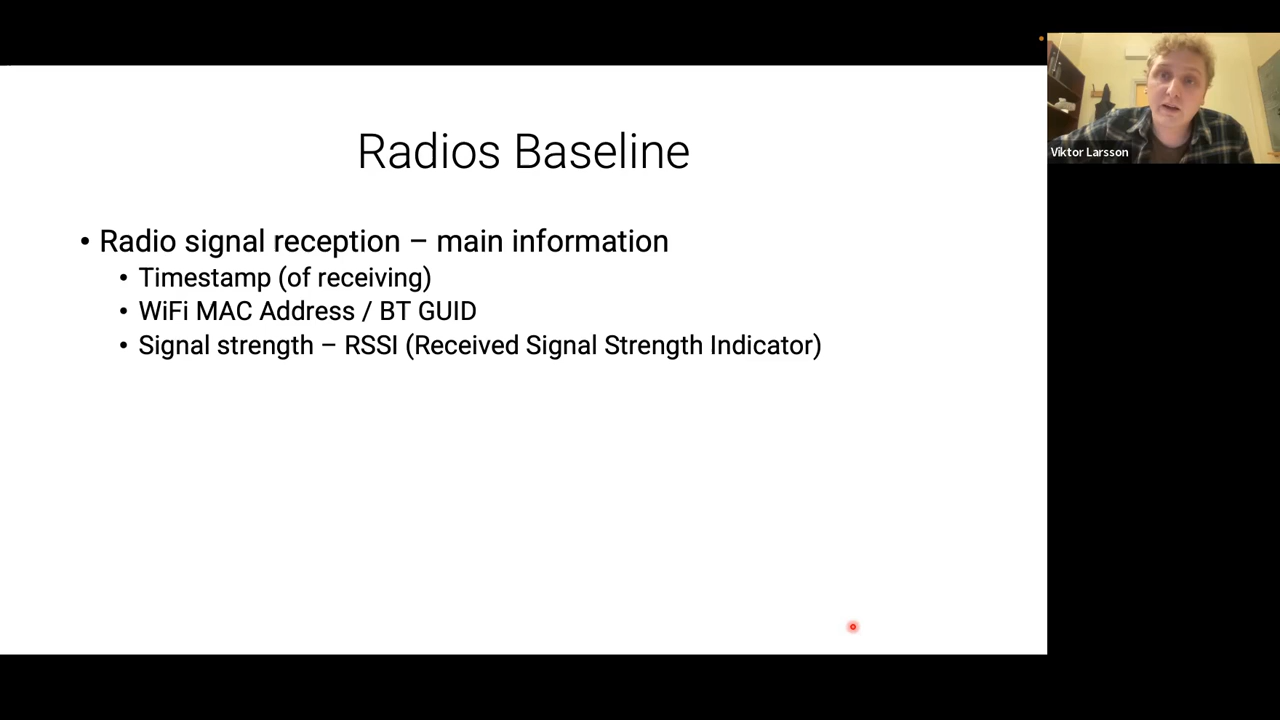 Radios Baseline
• Radio signal reception – main information
• Timestamp (of receiving)
• WiFi MAC Address / BT GUID
• Signal strength – RSSI (Received Signal Strength Indicator)
Viktor Larsson